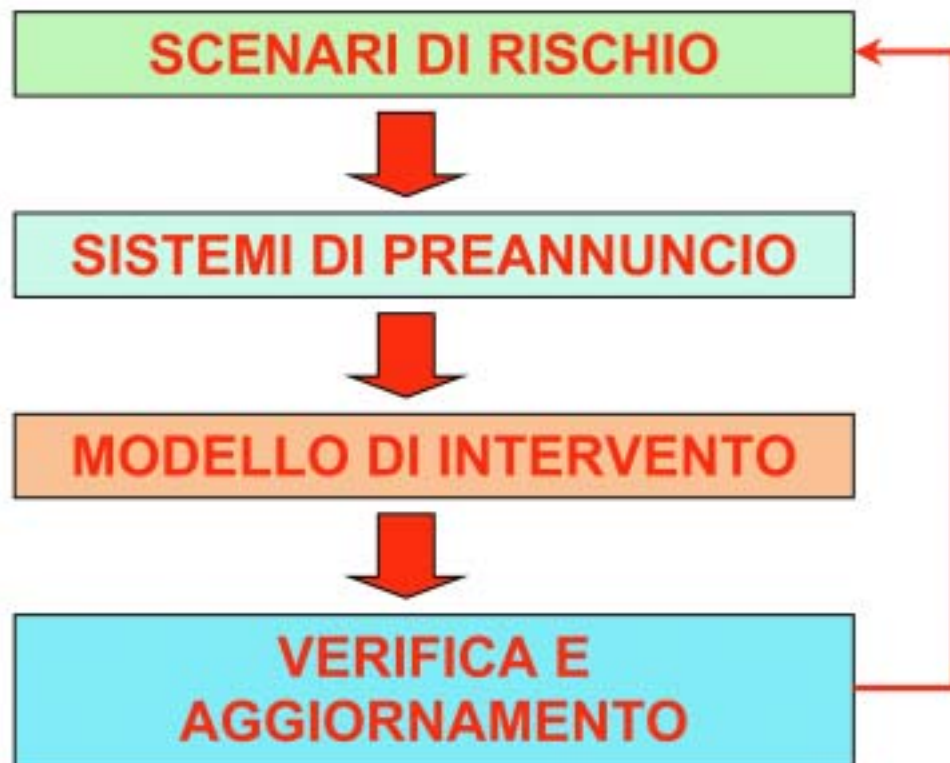 SCENARI DI RISCHIO
SISTEMI DI PREANNUNCIO
MODELLO DI INTERVENTO
VERIFICA E
AGGIORNAMENTO